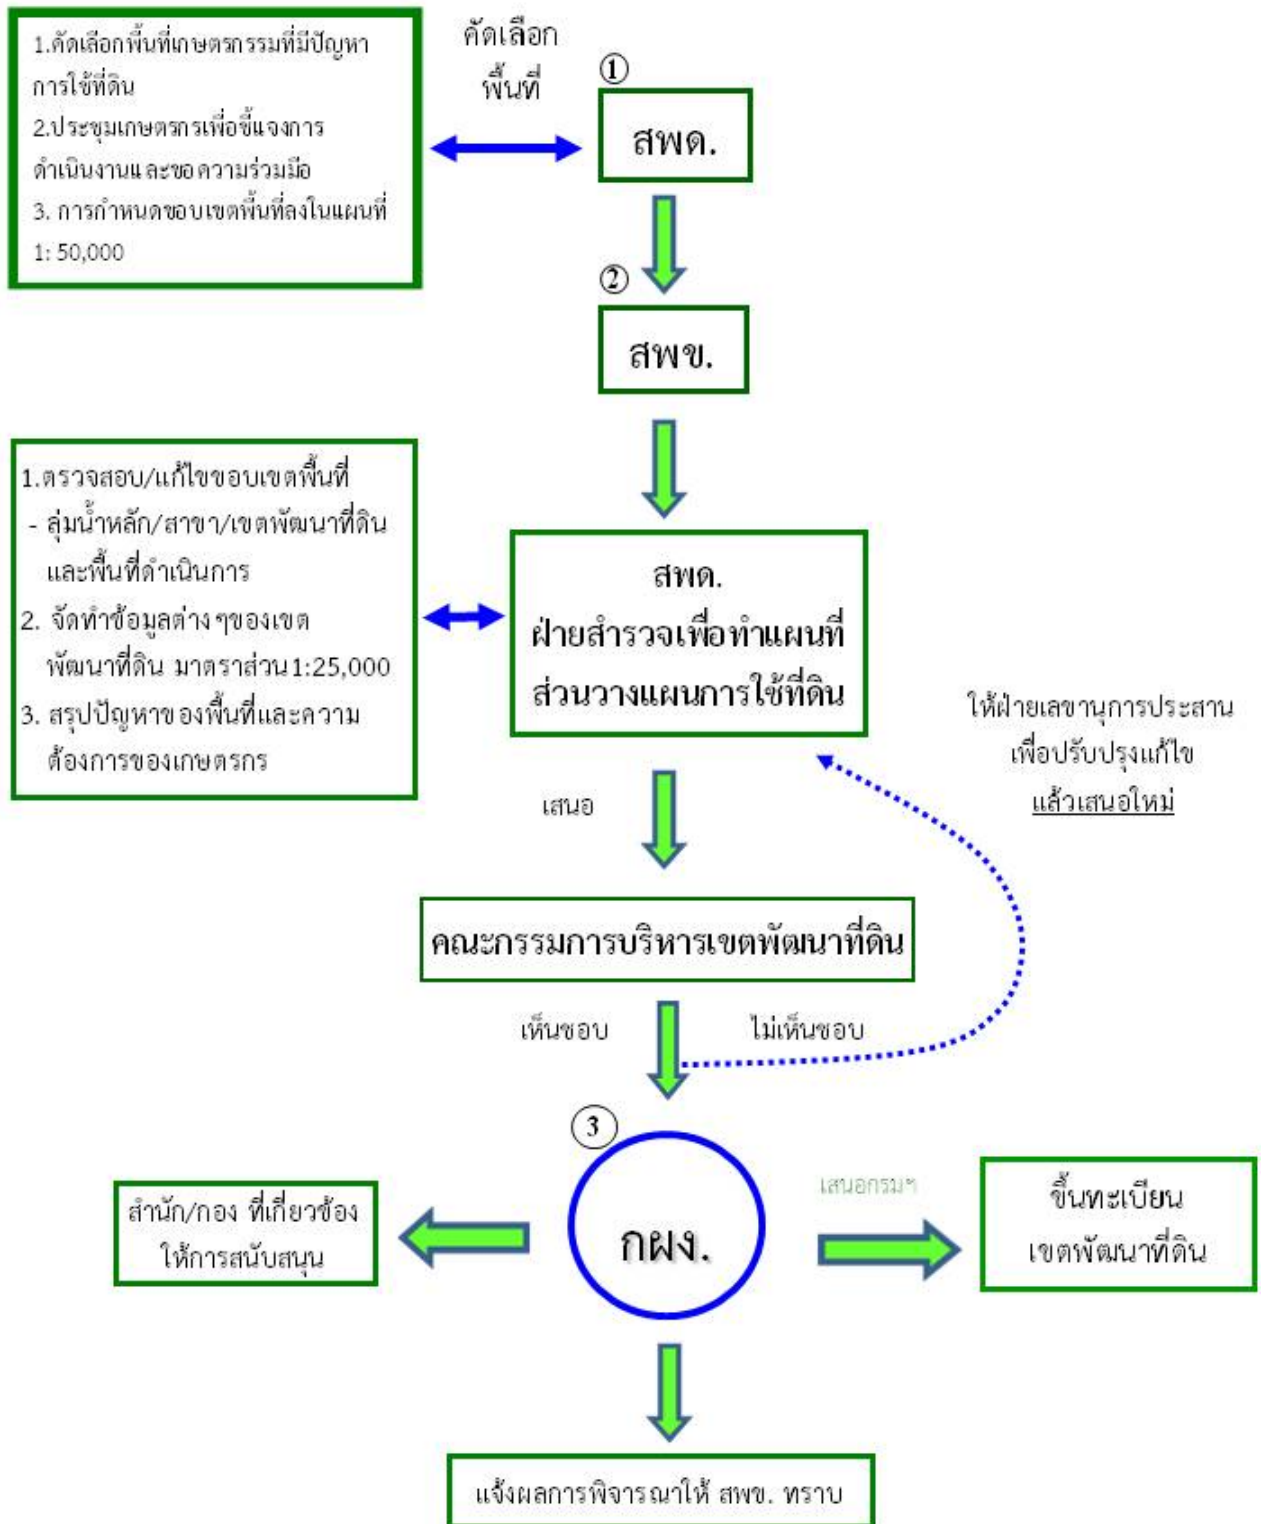 1.คัดเลือกพื้นที่เกษตรกรรมที่มีปัญหา
การใช้ที่ดิน
2.ประชุมเกษตรกรเพื่อชี้แจงการ
ดำเนินงานและขอความร่วมมือ
3. การกำหนดขอบเขตพื้นที่ลงในแผนที่
1: 50,000
คัดเลือก
พื้นที่
①
สพด.
②
สพข.
1.ตรวจสอบ/แก้ไขขอบเขตพื้นที่
- ลุ่มน้ำหลัก/สาขา/เขตพัฒนาที่ดิน
และพื้นที่ดำเนินการ
2. จัดทำข้อมูลต่างๆของเขต
พัฒนาที่ดิน มาตราส่วน1:25,000
3. สรุปปัญหาของพื้นที่และความ
ต้องการของเกษตรกร
สพด.
ฝ่ายสำรวจเพื่อทำแผนที่
ส่วนวางแผนการใช้ที่ดิน
ให้ฝ่ายเลขานุการประสาน
เพื่อปรับปรุงแก้ไข
แล้วเสนอใหม่
เสนอ
คณะกรรมการบริหารเขตพัฒนาที่ดิน
เห็นชอบ
ไม่เห็นชอบ
③
กผง.
สำนัก/กอง ที่เกี่ยวข้อง
ให้การสนับสนุน
เสนอกรมฯ
ขึ้นทะเบียน
เขตพัฒนาที่ดิน
แจ้งผลการพิจารณาให้ สพข. ทราบ